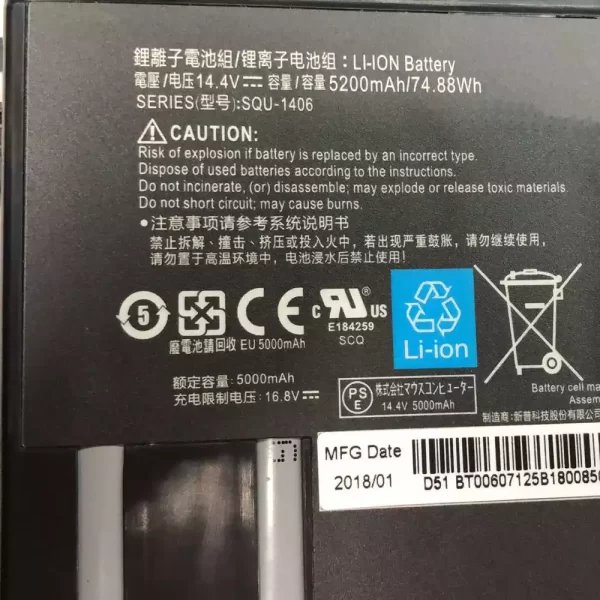 鋰離子電池組/锂离子电池组：LI-ION Battery
電壓/电压14.4V⎓容量/容量5200mAh/74.88Wh
SERIES(型号):SQU-1406
CAUTION:
Risk of explosion if battery is replaced by an incorrect type.
Dispose of used batteries according to the instructions.
Do not incinerate, (or) disassemble; may explode or release toxic materials.
Do not short circuit; may cause burns.
•注意事项请参考系统说明书
禁止拆解、撞击、挤压或投入火中，若出现严重鼓胀，请勿继续使用，
请勿置于高温环境中，电池浸水后禁止使用。
5
CE
c RU® US
E184259
SCQ
廢電池請回收 EU 5000mAh
Li-ion
额定容量: 5000mAh
充电限制电压: 16.8V⎓
PS
E
株式会社マウスコンピューター
14.4V 5000mAh
Battery cell ma
Assem
制造商:新普科技股份有限公
MFG Date
2018/01
D51 BT00607125B180085